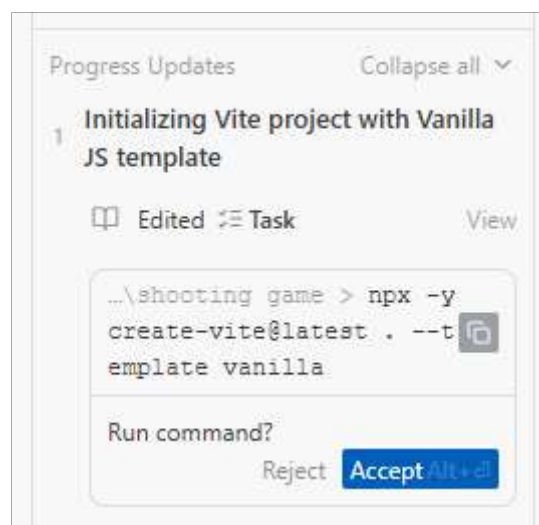 Progress Updates Collapse all
1 Initializing Vite project with Vanilla
JS template
Edited Task View
...\shooting game > npx -y
create-vite@latest . --t
emplate vanilla
Run command?
Reject Accept Alt+⏎